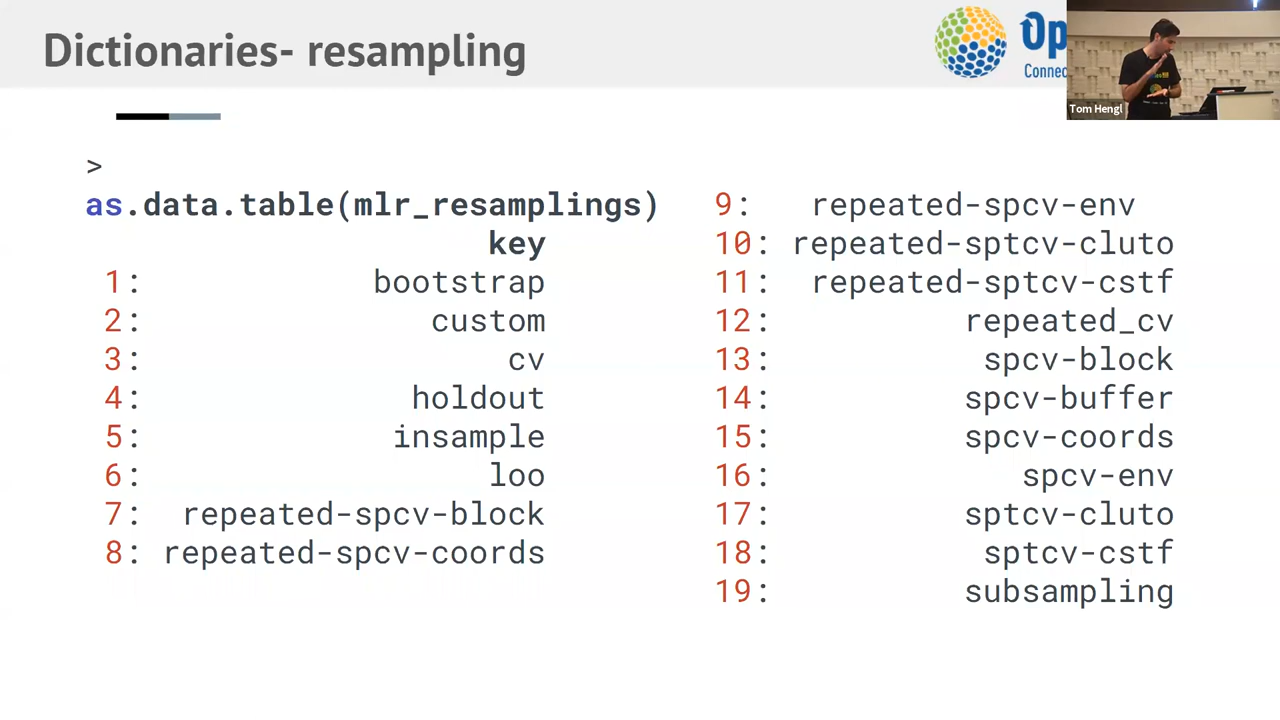 Dictionaries- resampling
Op
Connec
Tom Hengl
>
as.data.table(mlr_resamplings)
key
1: bootstrap
2: custom
3: cv
4: holdout
5: insample
6: loo
7: repeated-spcv-block
8: repeated-spcv-coords
9: repeated-spcv-env
10: repeated-sptcv-cluto
11: repeated-sptcv-cstf
12: repeated_cv
13: spcv-block
14: spcv-buffer
15: spcv-coords
16: spcv-env
17: sptcv-cluto
18: sptcv-cstf
19: subsampling